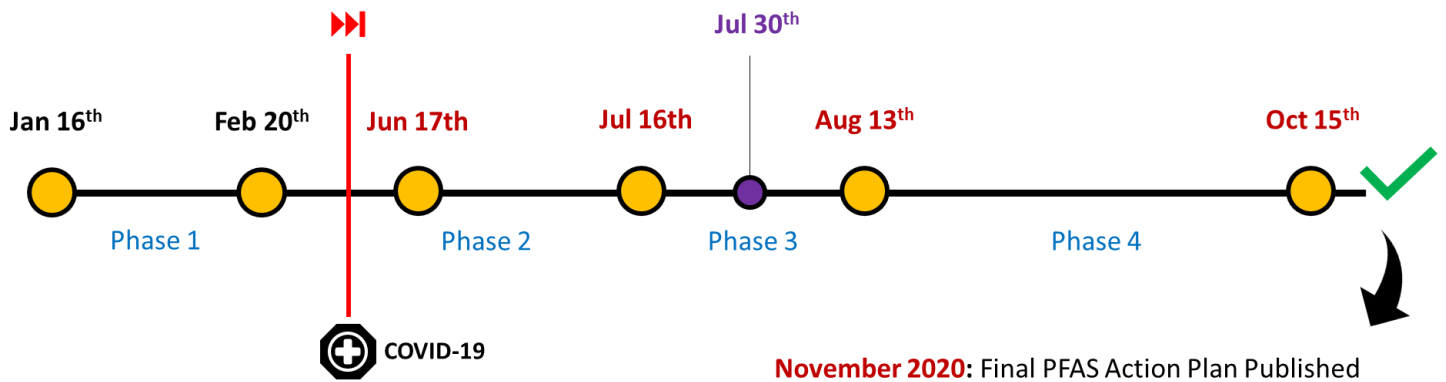 Jul 30th
Jan 16th
Feb 20th
Jun 17th
Jul 16th
Aug 13th
Oct 15th
Phase 1
Phase 2
Phase 3
Phase 4
COVID-19
November 2020: Final PFAS Action Plan Published